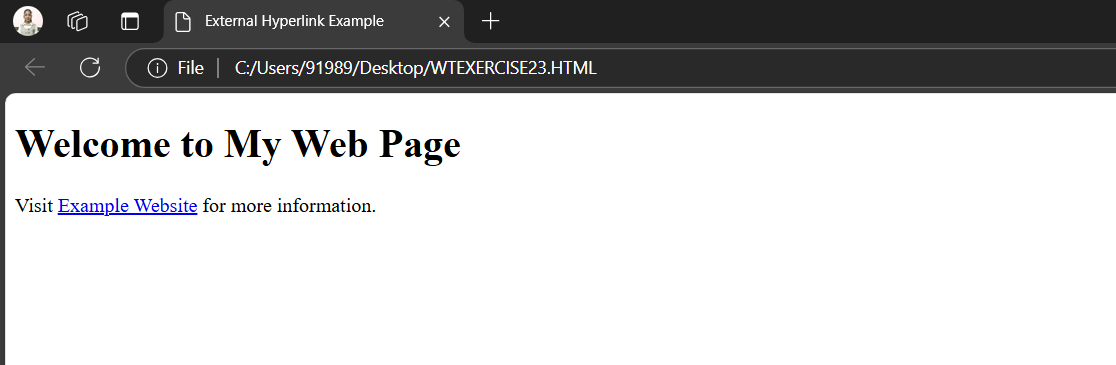 External Hyperlink Example
File | C:/Users/91989/Desktop/WTEXERCISE23.HTML
Welcome to My Web Page
Visit Example Website for more information.